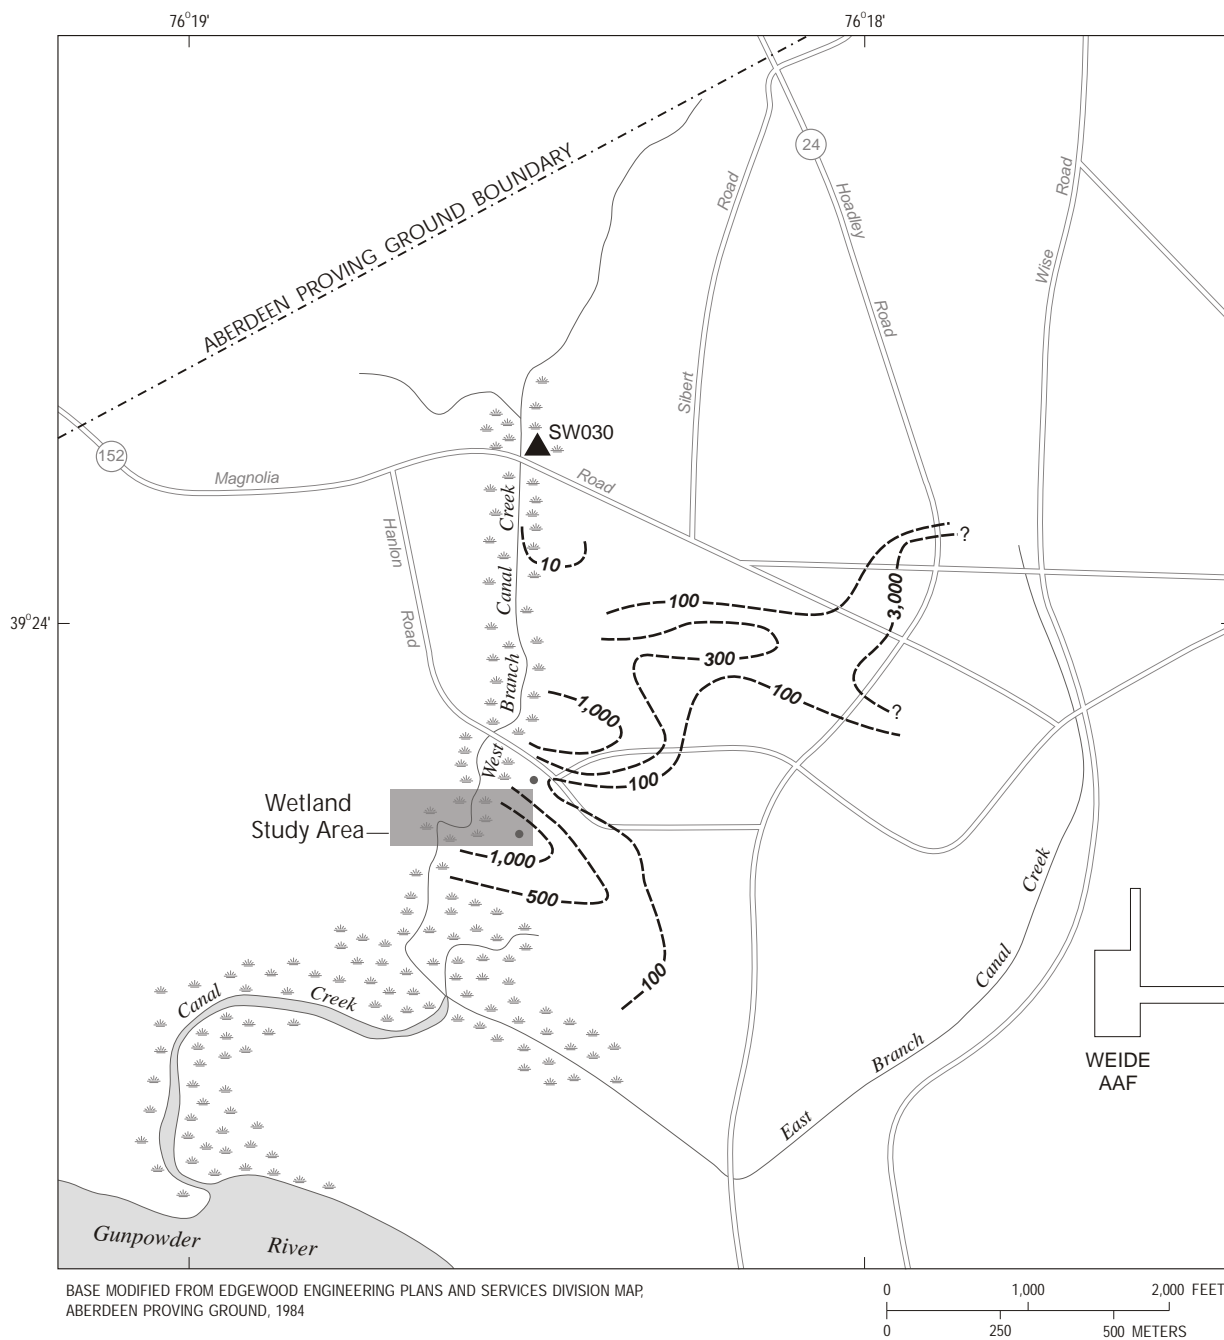 76°19'
76°18'
ABERDEEN PROVING GROUND BOUNDARY
24
Road
Hoadley
Road
Road
Wise
Sibert
SW030
152
Magnolia
Road
Hanlon
Road
Creek
Canal
Branch
West
10
?
100
3,000
39°24'
300
100
1,000
?
100
Wetland
Study Area
1,000
500
100
Creek
Canal
Branch
East
Canal
Creek
WEIDE
AAF
Gunpowder
River
BASE MODIFIED FROM EDGEWOOD ENGINEERING PLANS AND SERVICES DIVISION MAP,
ABERDEEN PROVING GROUND, 1984
0 1,000 2,000 FEET
0 250 500 METERS